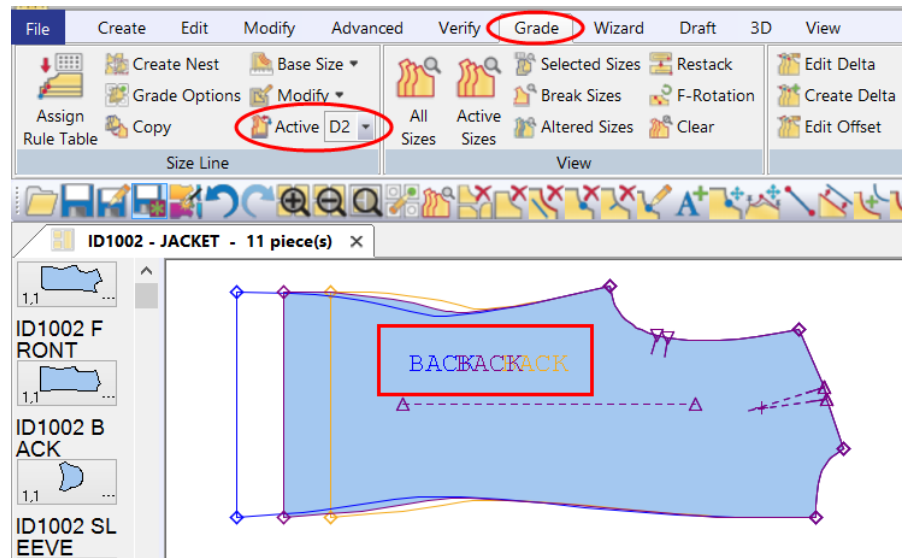 File Create Edit Modify Advanced Verify Grade Wizard Draft 3D View
Create Nest Base Size Selected Sizes Restack Edit Delta
Grade Options Modify Break Sizes F-Rotation Create Delta
Assign Rule Table Copy Active D2 All Sizes Active Sizes Altered Sizes Clear Edit Offset
Size Line View
ID1002 - JACKET - 11 piece(s) ×
1,1 ...
ID1002 F
RONT
1,1 ...
ID1002 B
ACK
1,1 ...
ID1002 SL
EEVE
BACK BACK BACK